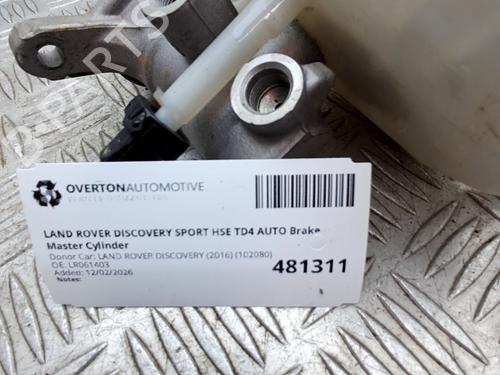 OVERTONAUTOMOTIVE
LAND ROVER DISCOVERY SPORT HSE TD4 AUTO Brake
Master Cylinder
Donor Car: LAND ROVER DISCOVERY (2016) (102080)
OE: LR061403
Added: 12/02/2026
Notes:
481311
B-PARTS